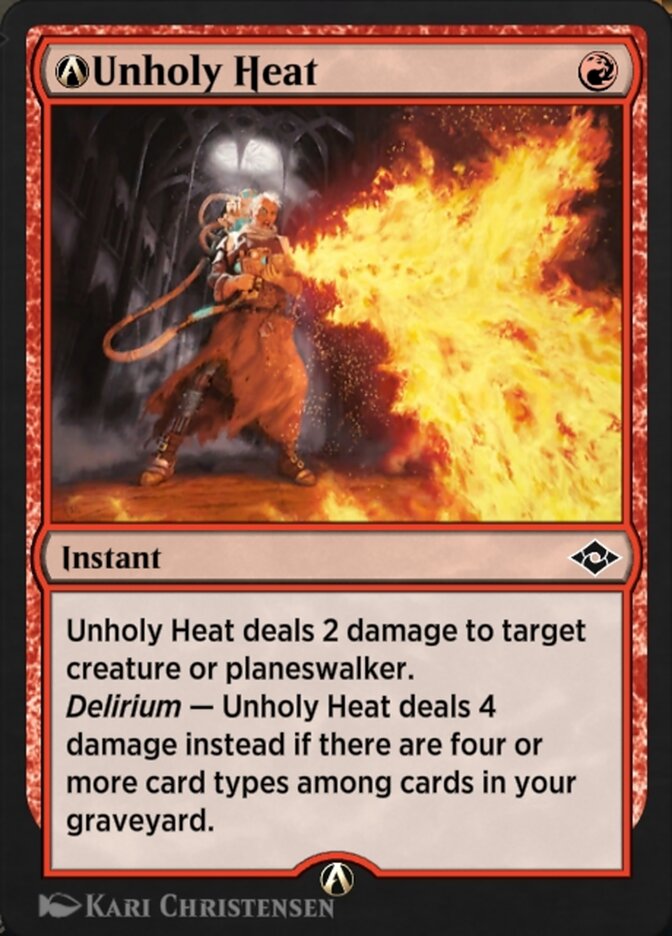 Unholy Heat
Instant
Unholy Heat deals 2 damage to target
creature or planeswalker.
Delirium — Unholy Heat deals 4
damage instead if there are four or
more card types among cards in your
graveyard.
Kari Christensen